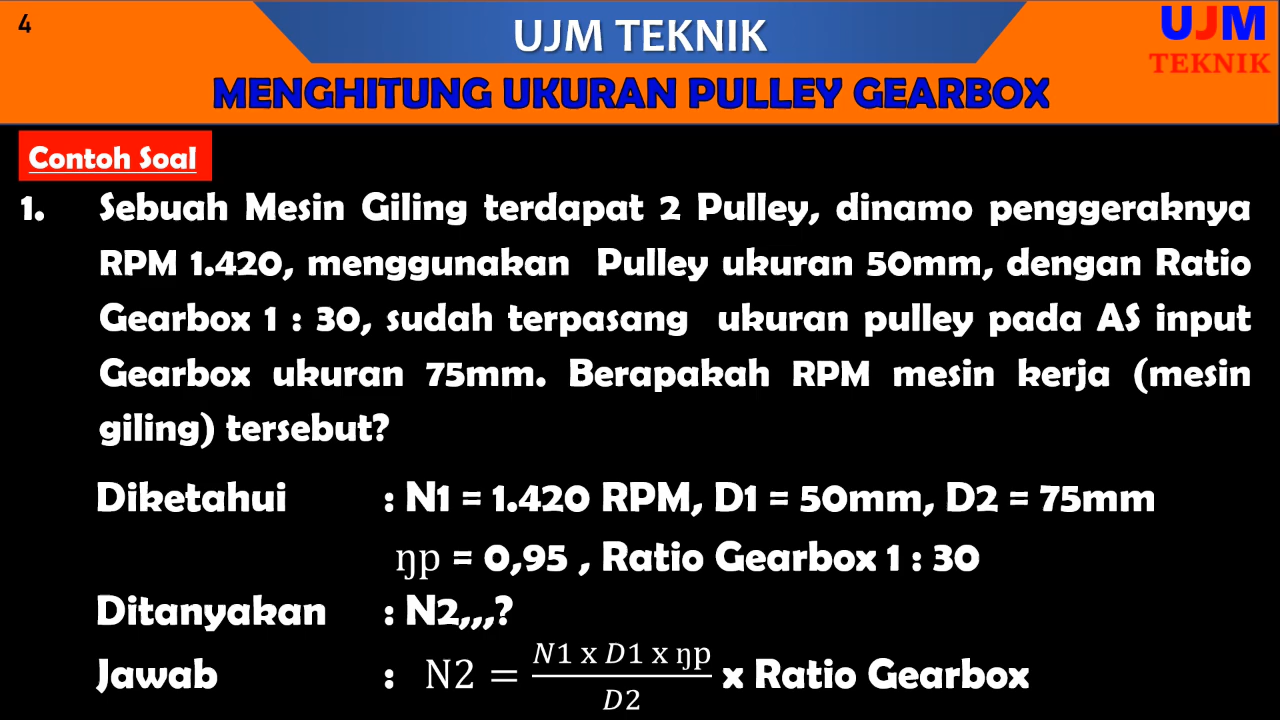 4
UJM TEKNIK
UJM
TEKNIK
MENGHITUNG UKURAN PULLEY GEARBOX
Contoh Soal
1. Sebuah Mesin Giling terdapat 2 Pulley, dinamo penggeraknya
RPM 1.420, menggunakan Pulley ukuran 50mm, dengan Ratio
Gearbox 1 : 30, sudah terpasang ukuran pulley pada AS input
Gearbox ukuran 75mm. Berapakah RPM mesin kerja (mesin
giling) tersebut?
Diketahui : N1 = 1.420 RPM, D1 = 50mm, D2 = 75mm
ŋp = 0,95 , Ratio Gearbox 1 : 30
Ditanyakan : N2,,,?
Jawab : N2 = N1 x D1 x ŋp / D2 x Ratio Gearbox